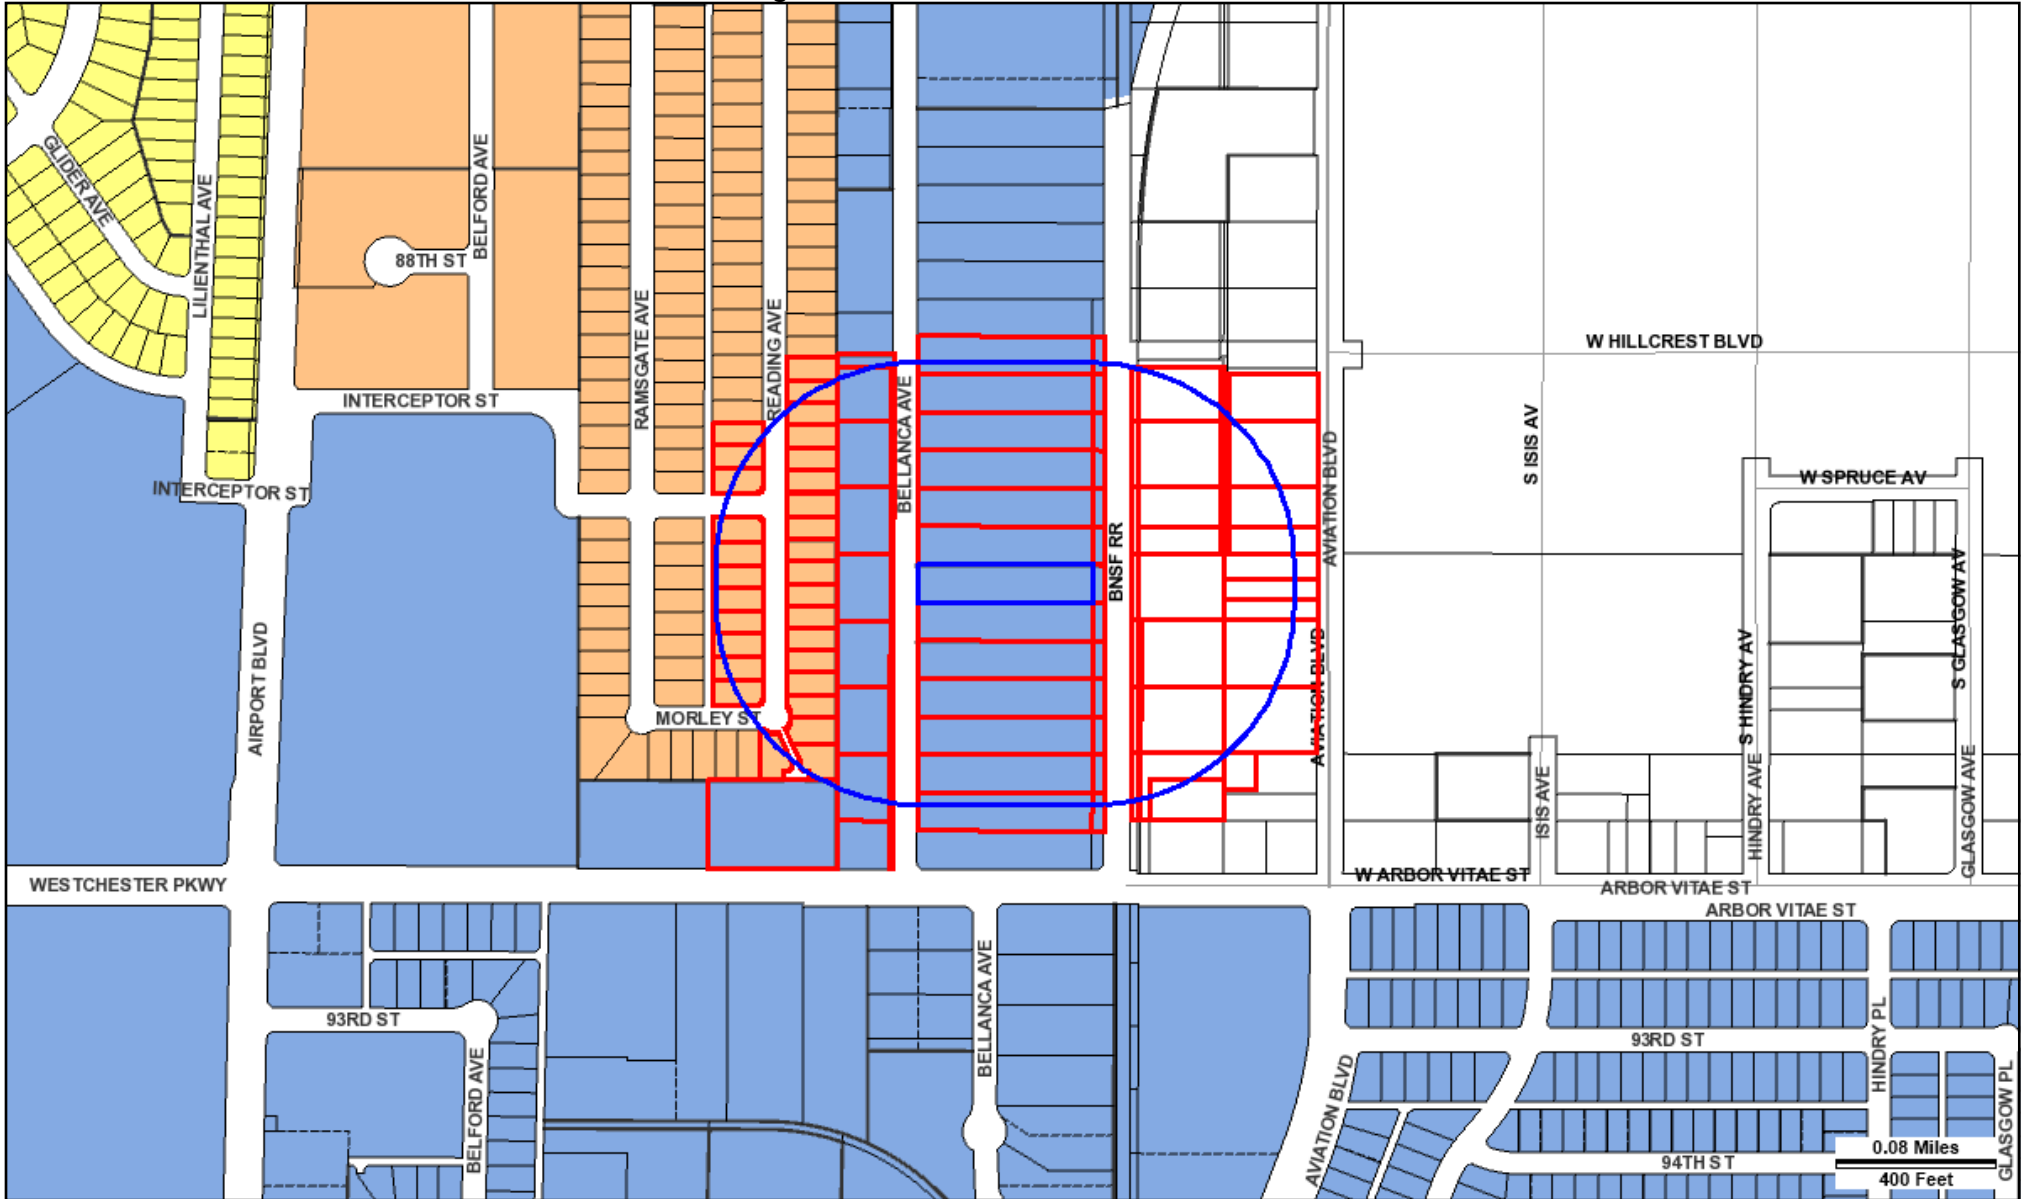 GLIDER AVE
LILIENTHAL AVE
BELFORD AVE
88TH ST
RAMSGATE AVE
READING AVE
INTERCEPTOR ST
INTERCEPTOR ST
BELLANCA AVE
BNSF RR
AVIATION BLVD
AVIATION BLVD
W HILLCREST BLVD
S ISIS AV
W SPRUCE AV
S GLASGOW AV
S HINDRY AV
AIRPORT BLVD
MORLEY ST
ISIS AVE
HINDRY AVE
GLASGOW AVE
WESTCHESTER PKWY
W ARBOR VITAE ST
ARBOR VITAE ST
ARBOR VITAE ST
BELLANCA AVE
93RD ST
BELFORD AVE
93RD ST
HINDRY PL
GLASGOW PL
AVIATION BLVD
94TH ST
0.08 Miles
400 Feet